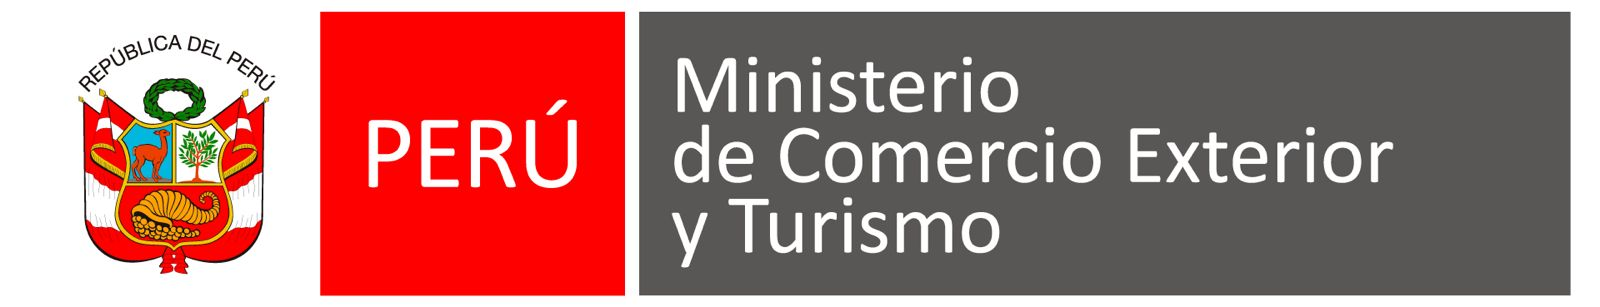 REPÚBLICA DEL PERÚ
PERÚ
Ministerio
de Comercio Exterior
y Turismo